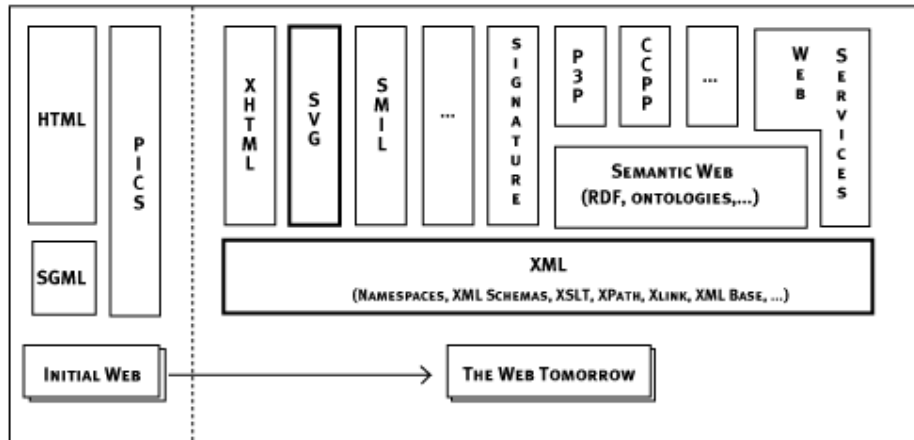 HTML
PICS
SGML
XHTML
SVG
SMIL
...
SIGNATURE
P3P
CCPP
...
WEB SERVICES
SEMANTIC WEB
(RDF, ONTOLOGIES,...)
XML
(NAMESPACES, XML SCHEMAS, XSLT, XPATH, XLINK, XML BASE, ...)
INITIAL WEB
THE WEB TOMORROW